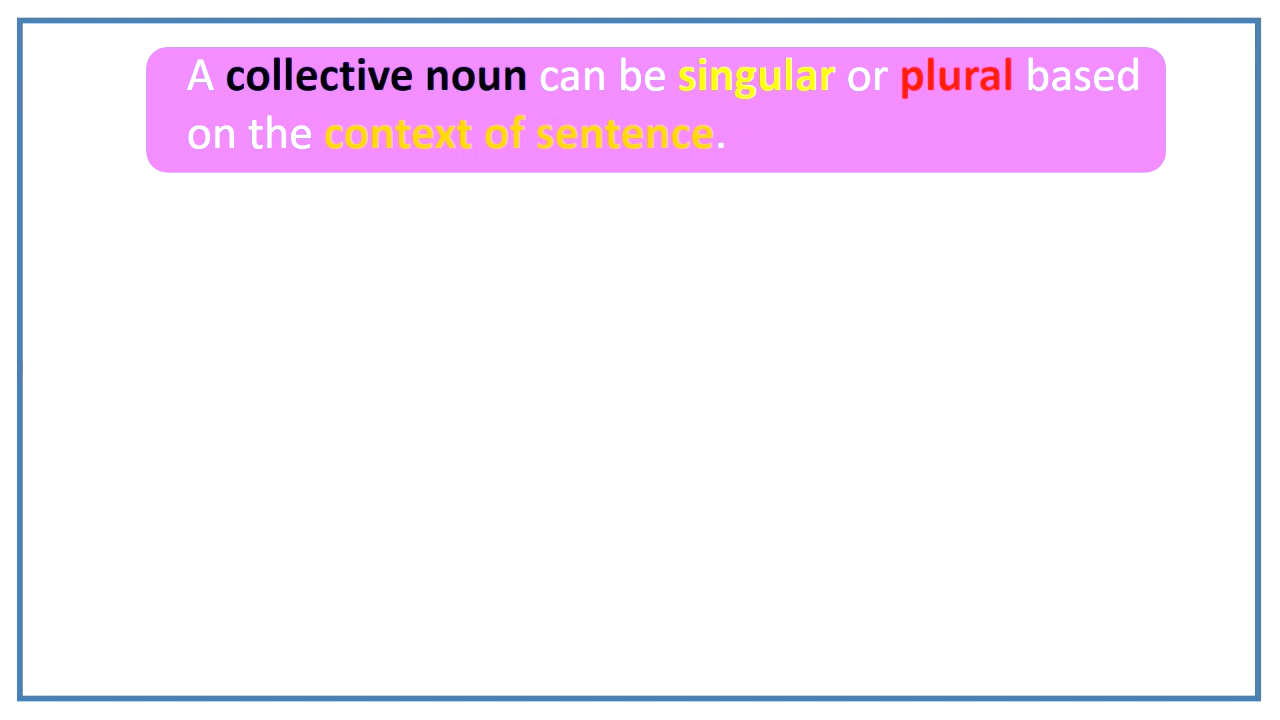 A collective noun can be singular or plural based
on the context of sentence.